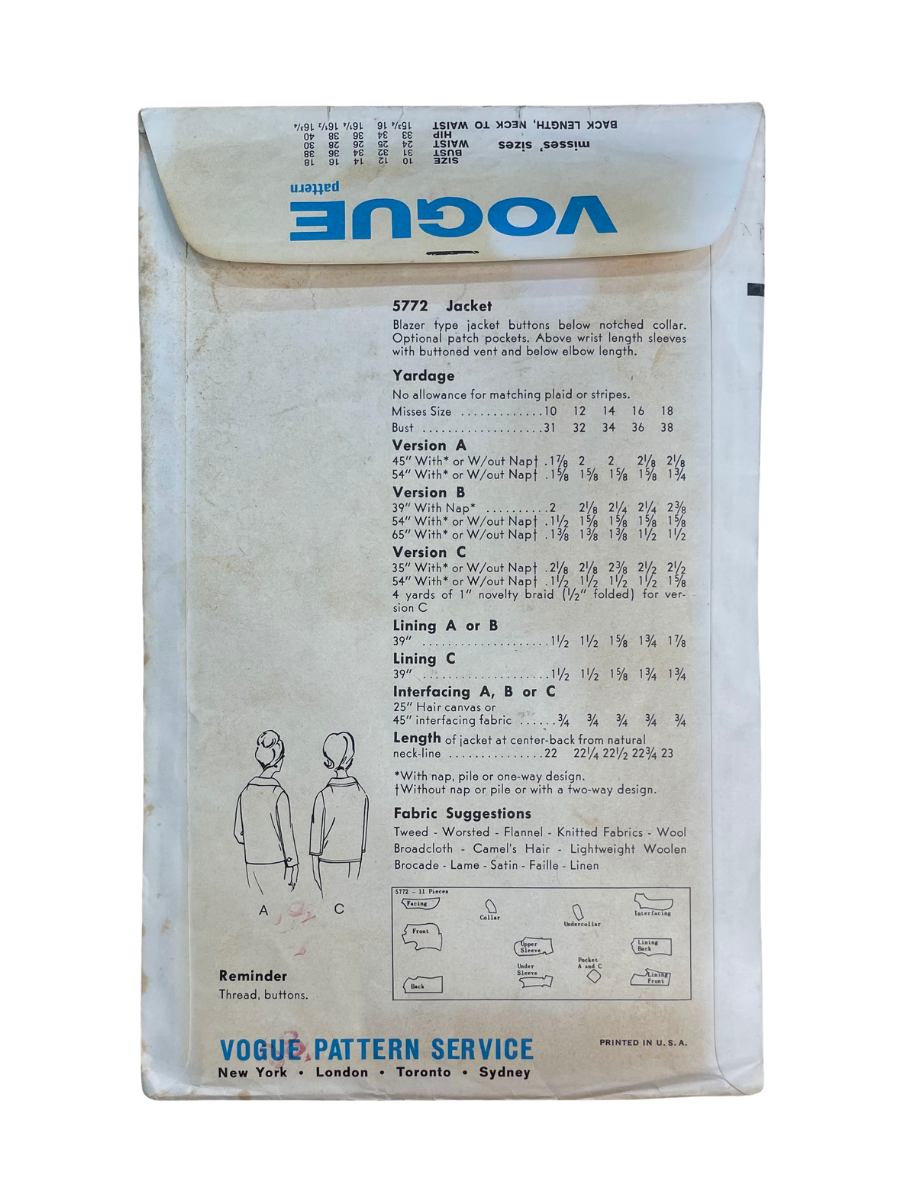 VOGUE
pattern
misses' sizes
SIZE 10 12 14 16 18
BUST 31 32 34 36 38
WAIST 24 25 26 28 30
HIP 33 34 36 38 40
BACK LENGTH, NECK TO WAIST 15¾ 16 16¼ 16½ 16¾
5772 Jacket
Blazer type jacket buttons below notched collar.
Optional patch pockets. Above wrist length sleeves
with buttoned vent and below elbow length.
Yardage
No allowance for matching plaid or stripes.
Misses Size .............10 12 14 16 18
Bust ...................31 32 34 36 38
Version A
45" With* or W/out Nap† .1⅞ 2 2 2⅛ 2⅛
54" With* or W/out Nap† .1⅝ 1⅝ 1⅝ 1⅝ 1¾
Version B
39" With Nap* ..........2 2⅛ 2¼ 2¼ 2⅜
54" With* or W/out Nap† .1½ 1⅝ 1⅝ 1⅝ 1⅝
65" With* or W/out Nap† .1⅜ 1⅜ 1⅜ 1½ 1½
Version C
35" With* or W/out Nap† .2⅛ 2⅛ 2⅜ 2½ 2½
54" With* or W/out Nap† .1½ 1½ 1½ 1½ 1⅝
4 yards of 1" novelty braid (½" folded) for ver-
sion C
Lining A or B
39" ....................1½ 1½ 1⅝ 1¾ 1⅞
Lining C
39" ....................1½ 1½ 1⅝ 1¾ 1¾
Interfacing A, B or C
25" Hair canvas or
45" interfacing fabric ......¾ ¾ ¾ ¾ ¾
Length of jacket at center-back from natural
neck-line ...............22 22¼ 22½ 22¾ 23
*With nap, pile or one-way design.
†Without nap or pile or with a two-way design.
Fabric Suggestions
Tweed - Worsted - Flannel - Knitted Fabrics - Wool
Broadcloth - Camel's Hair - Lightweight Woolen
Brocade - Lame - Satin - Faille - Linen
A C
5772 - 11 Pieces
Facing
Collar
Undercollar
Interfacing
Front
Upper
Sleeve
Lining
Back
Back
Under
Sleeve
Pocket
A and C
Lining
Front
Reminder
Thread, buttons.
VOGUE PATTERN SERVICE
New York • London • Toronto • Sydney
PRINTED IN U.S.A.